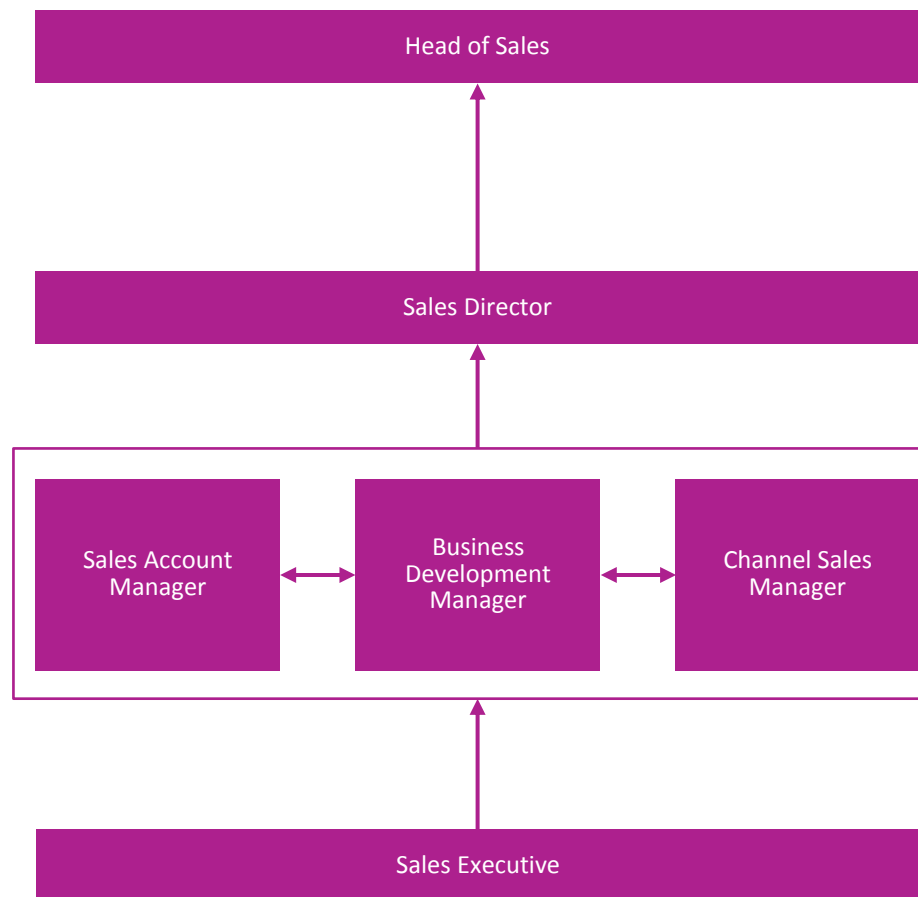 Head of Sales
Sales Director
Sales Account
Manager
Business
Development
Manager
Channel Sales
Manager
Sales Executive